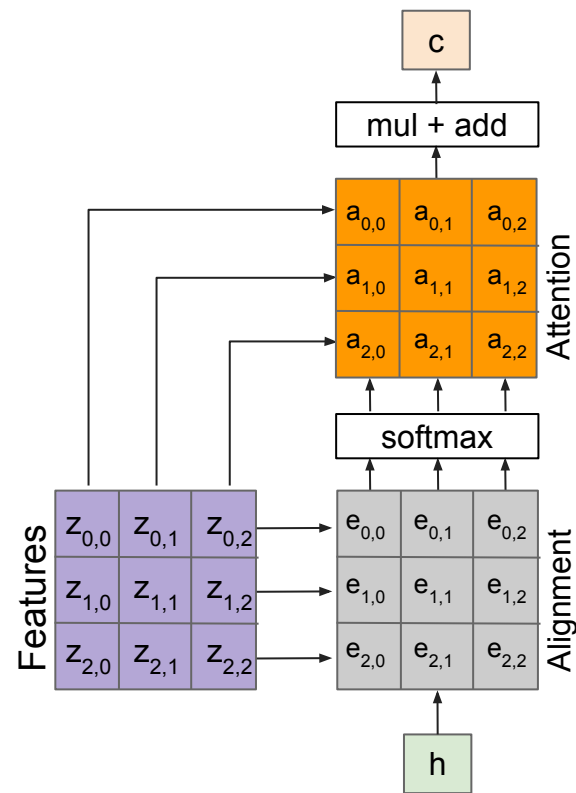 c
mul + add
a0,0 a0,1 a0,2
a1,0 a1,1 a1,2
a2,0 a2,1 a2,2
Attention
softmax
Features
z0,0 z0,1 z0,2
z1,0 z1,1 z1,2
z2,0 z2,1 z2,2
e0,0 e0,1 e0,2
e1,0 e1,1 e1,2
e2,0 e2,1 e2,2
Alignment
h